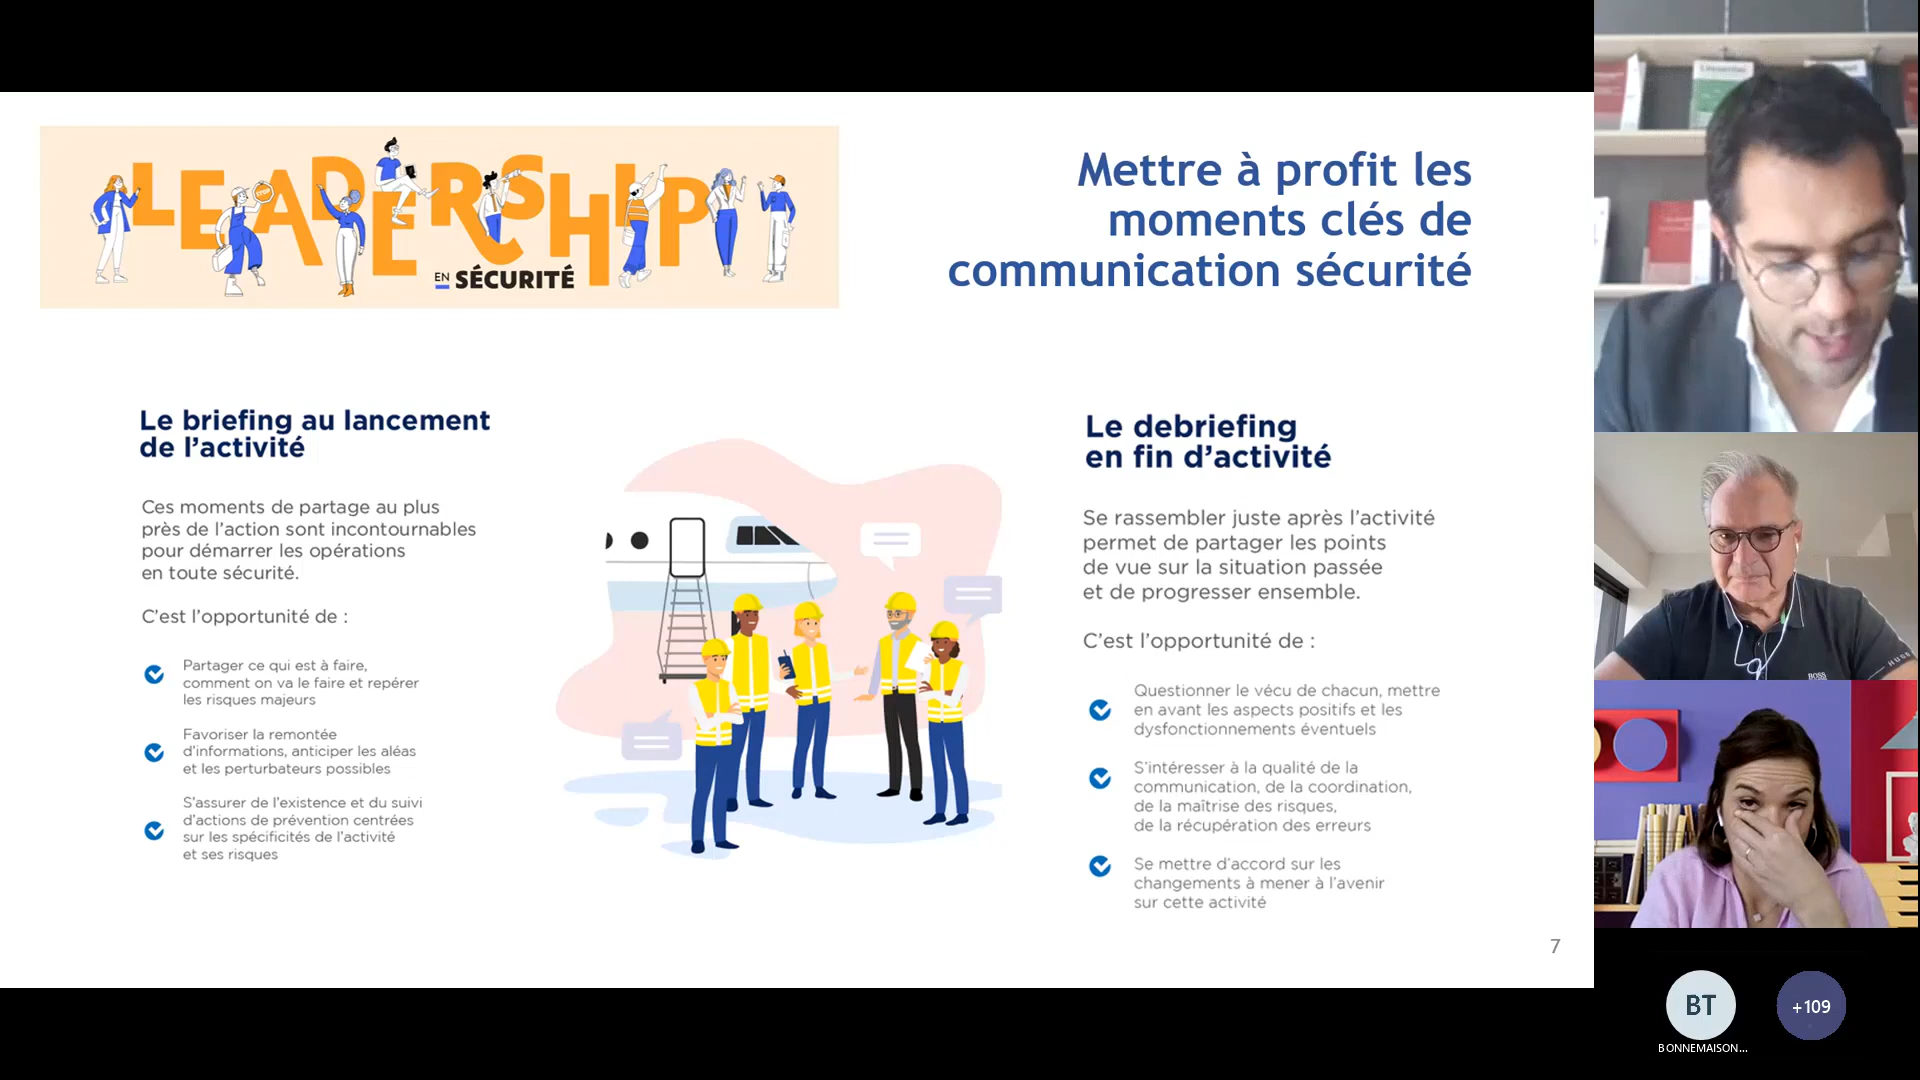 LEADERSHIP
STOP
EN SÉCURITÉ
Mettre à profit les
moments clés de
communication sécurité
Le briefing au lancement
de l’activité
Ces moments de partage au plus
près de l’action sont incontournables
pour démarrer les opérations
en toute sécurité.
C’est l’opportunité de :
Partager ce qui est à faire,
comment on va le faire et repérer
les risques majeurs
Favoriser la remontée
d’informations, anticiper les aléas
et les perturbateurs possibles
S’assurer de l’existence et du suivi
d’actions de prévention centrées
sur les spécificités de l’activité
et ses risques
Le debriefing
en fin d’activité
Se rassembler juste après l’activité
permet de partager les points
de vue sur la situation passée
et de progresser ensemble.
C’est l’opportunité de :
Questionner le vécu de chacun, mettre
en avant les aspects positifs et les
dysfonctionnements éventuels
S’intéresser à la qualité de la
communication, de la coordination,
de la maîtrise des risques,
de la récupération des erreurs
Se mettre d’accord sur les
changements à mener à l’avenir
sur cette activité
7
BOSS
BT
+109
BONNEMAISON...